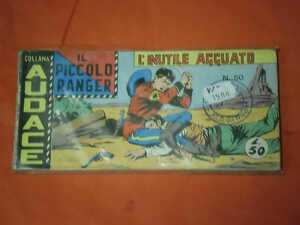 COLLANA
AUDACE
IL
PICCOLO
RANGER
L'INUTILE AGGUATO
N. 50
L. 50